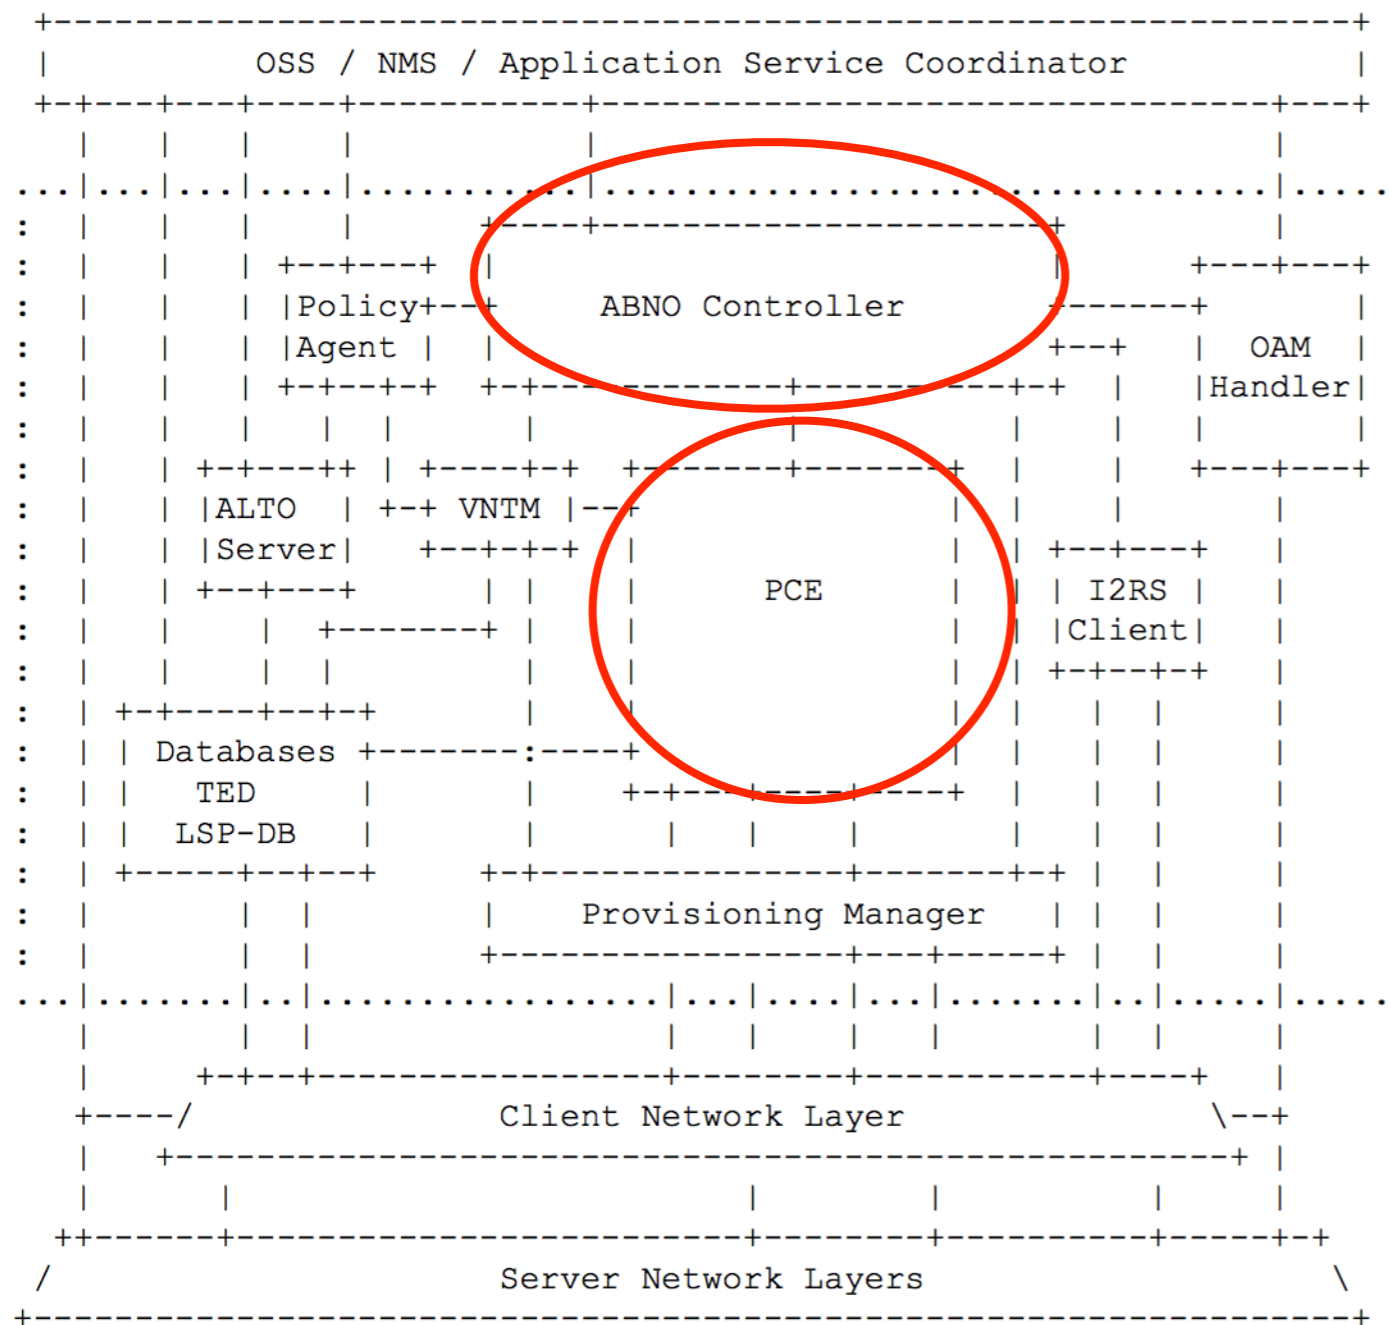 OSS / NMS / Application Service Coordinator
Policy
Agent
ABNO Controller
OAM
Handler
ALTO
Server
VNTM
PCE
I2RS
Client
Databases
TED
LSP-DB
Provisioning Manager
Client Network Layer
Server Network Layers